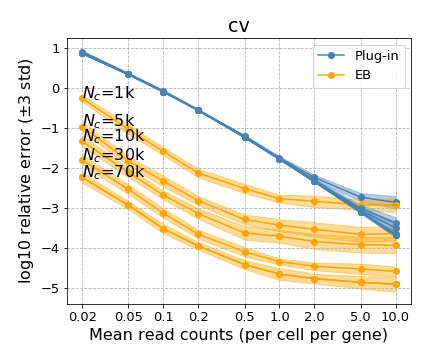 cv
log10 relative error (±3 std)
1
0
−1
−2
−3
−4
−5
Plug-in
EB
N_c=1k
N_c=5k
N_c=10k
N_c=30k
N_c=70k
0.02 0.05 0.1 0.2 0.5 1.0 2.0 5.0 10.0
Mean read counts (per cell per gene)